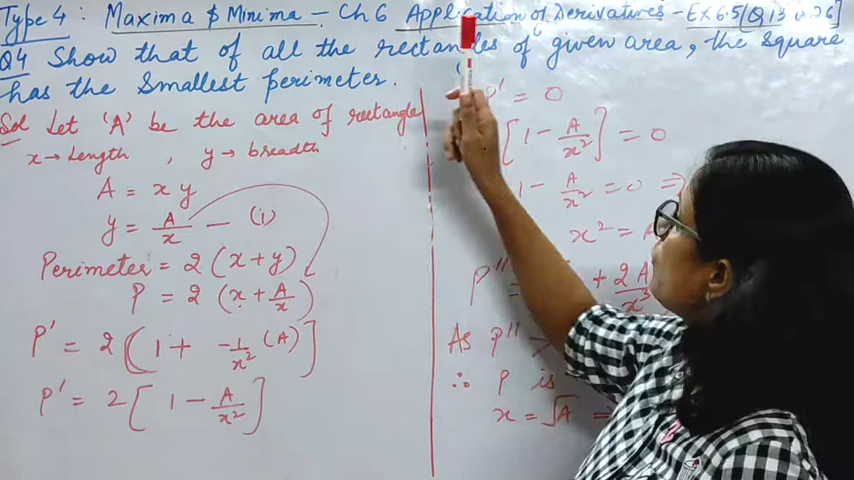 Type 4 : Maxima & Minima - Ch 6 Application of Derivatives - EX 6.5
Q4 Show that of all the rectangles of given area, the Square
has the smallest perimeter.
Sol Let 'A' be the area of rectangle
x → Length , y → breadth
A = x y
y = A/x — (i)
Perimeter = 2 (x + y)
P = 2 (x + A/x)
P' = 2 ( 1 + -1/x² (A) ]
P' = 2 [ 1 - A/x² ]
P' = 0
[ 1 - A/x² ] = 0
1 - A/x² = 0 =>
x² =
P'' = + 2A/x³
As P''
∴ P is
x = √A =